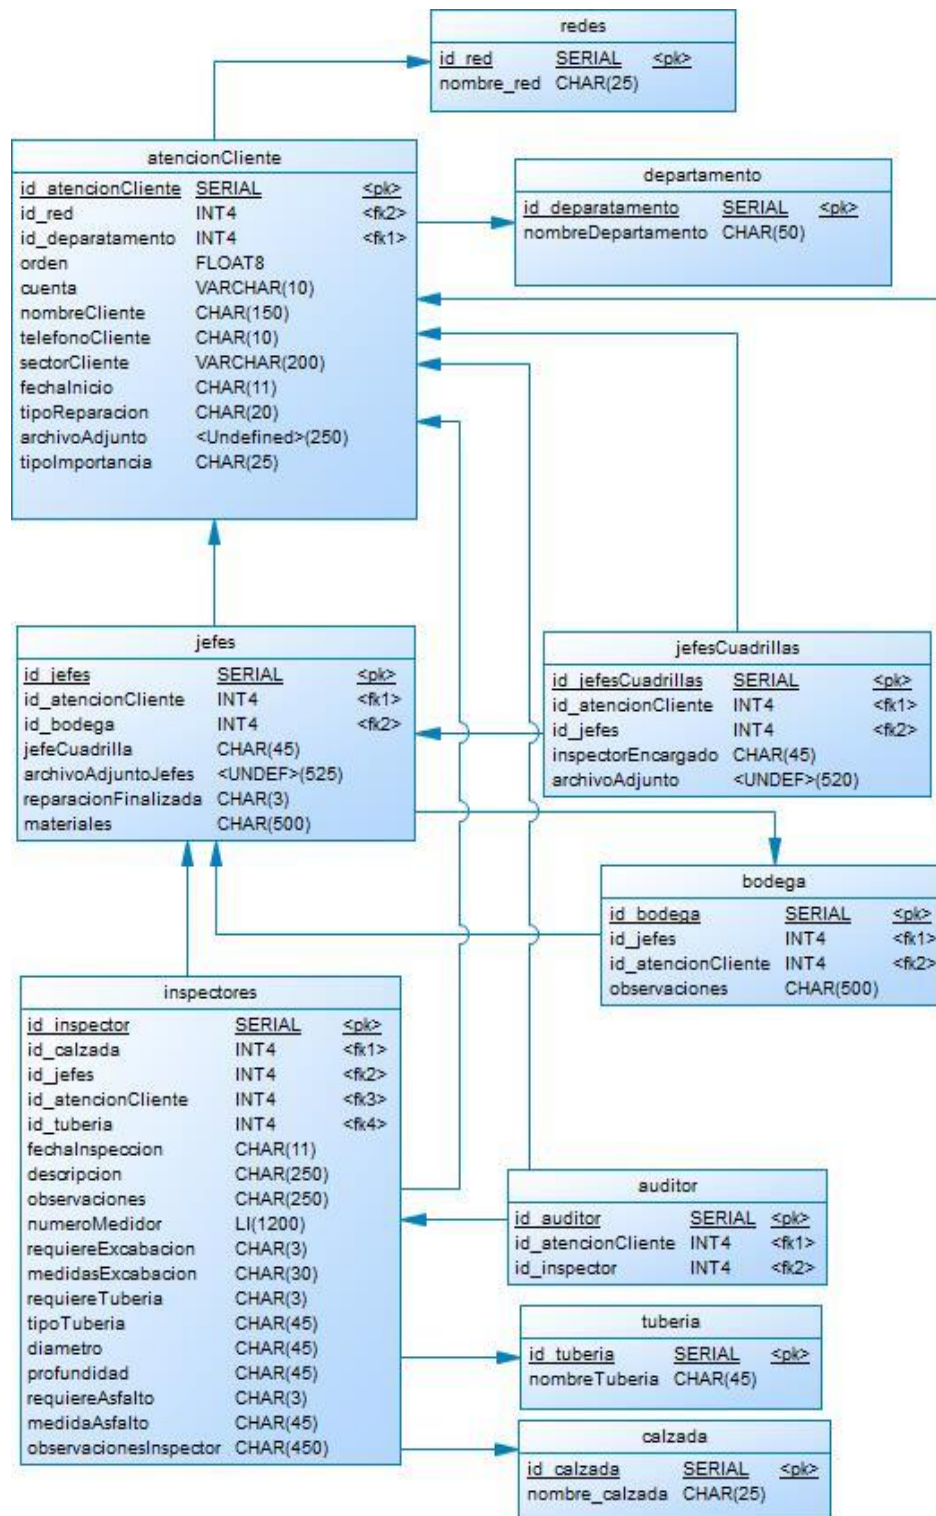 redes
id_red SERIAL <pk>
nombre_red CHAR(25)
atencionCliente
id_atencionCliente SERIAL <pk>
id_red INT4 <fk2>
id_deparatamento INT4 <fk1>
orden FLOAT8
cuenta VARCHAR(10)
nombreCliente CHAR(150)
telefonoCliente CHAR(10)
sectorCliente VARCHAR(200)
fechaInicio CHAR(11)
tipoReparacion CHAR(20)
archivoAdjunto <Undefined>(250)
tipoImportancia CHAR(25)
departamento
id_deparatamento SERIAL <pk>
nombreDepartamento CHAR(50)
jefes
id_jefes SERIAL <pk>
id_atencionCliente INT4 <fk1>
id_bodega INT4 <fk2>
jefeCuadrilla CHAR(45)
archivoAdjuntoJefes <UNDEF>(525)
reparacionFinalizada CHAR(3)
materiales CHAR(500)
jefesCuadrillas
id_jefesCuadrillas SERIAL <pk>
id_atencionCliente INT4 <fk1>
id_jefes INT4 <fk2>
inspectorEncargado CHAR(45)
archivoAdjunto <UNDEF>(520)
bodega
id_bodega SERIAL <pk>
id_jefes INT4 <fk1>
id_atencionCliente INT4 <fk2>
observaciones CHAR(500)
inspectores
id_inspector SERIAL <pk>
id_calzada INT4 <fk1>
id_jefes INT4 <fk2>
id_atencionCliente INT4 <fk3>
id_tuberia INT4 <fk4>
fechaInspeccion CHAR(11)
descripcion CHAR(250)
observaciones CHAR(250)
numeroMedidor LI(1200)
requiereExcabacion CHAR(3)
medidasExcabacion CHAR(30)
requiereTuberia CHAR(3)
tipoTuberia CHAR(45)
diametro CHAR(45)
profundidad CHAR(45)
requiereAsfalto CHAR(3)
medidaAsfalto CHAR(45)
observacionesInspector CHAR(450)
auditor
id_auditor SERIAL <pk>
id_atencionCliente INT4 <fk1>
id_inspector INT4 <fk2>
tuberia
id_tuberia SERIAL <pk>
nombreTuberia CHAR(45)
calzada
id_calzada SERIAL <pk>
nombre_calzada CHAR(25)